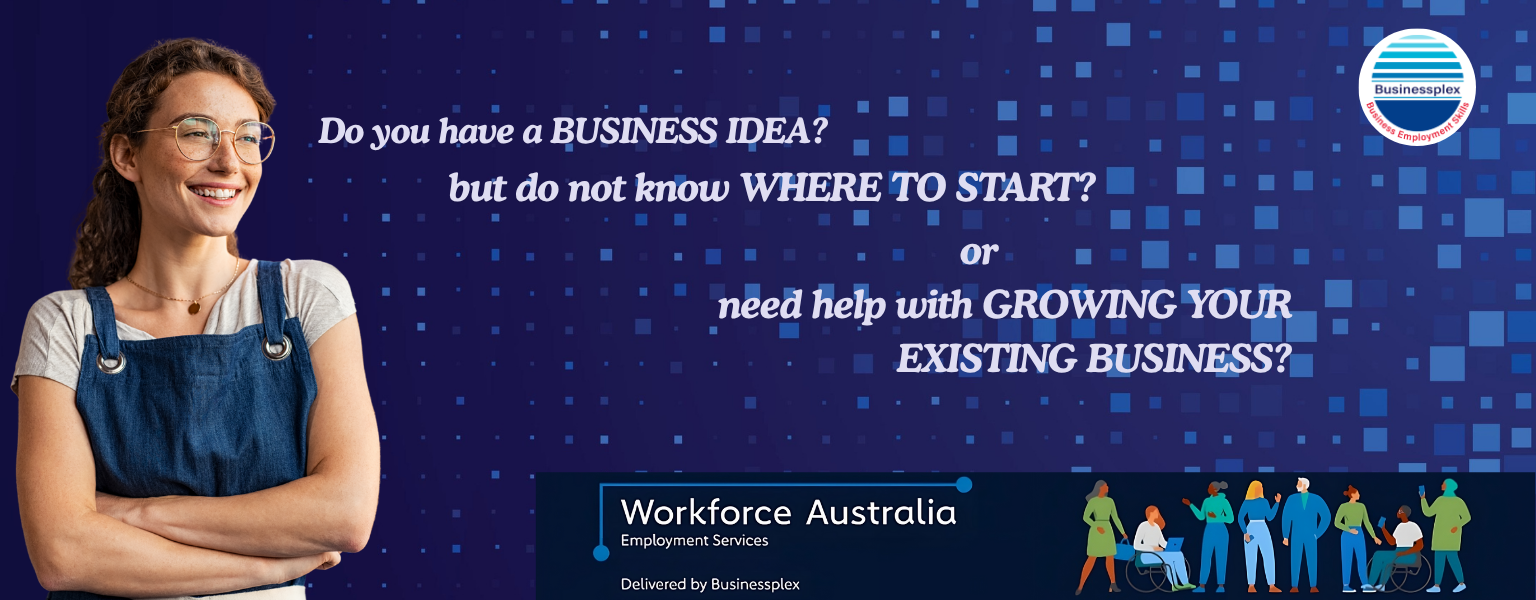 Do you have a BUSINESS IDEA?
but do not know WHERE TO START?
or
need help with GROWING YOUR
EXISTING BUSINESS?
Businessplex
Business Employment Skills
Workforce Australia
Employment Services
Delivered by Businessplex